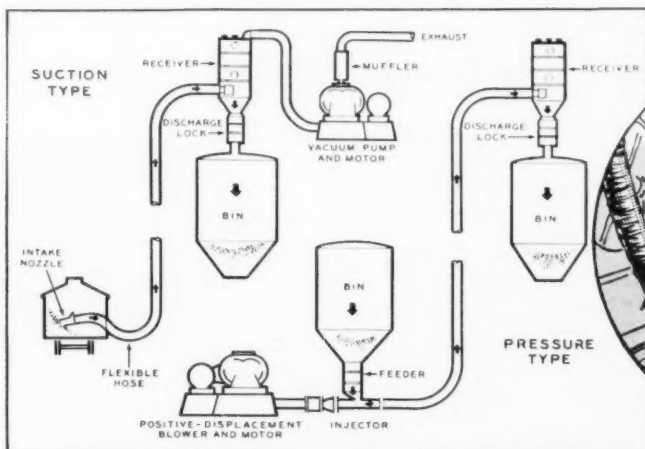 SUCTION
TYPE
RECEIVER
DISCHARGE
LOCK
BIN
INTAKE
NOZZLE
FLEXIBLE
HOSE
EXHAUST
MUFFLER
VACUUM PUMP
AND MOTOR
RECEIVER
DISCHARGE
LOCK
BIN
PRESSURE
TYPE
BIN
FEEDER
POSITIVE-DISPLACEMENT
BLOWER AND MOTOR
INJECTOR